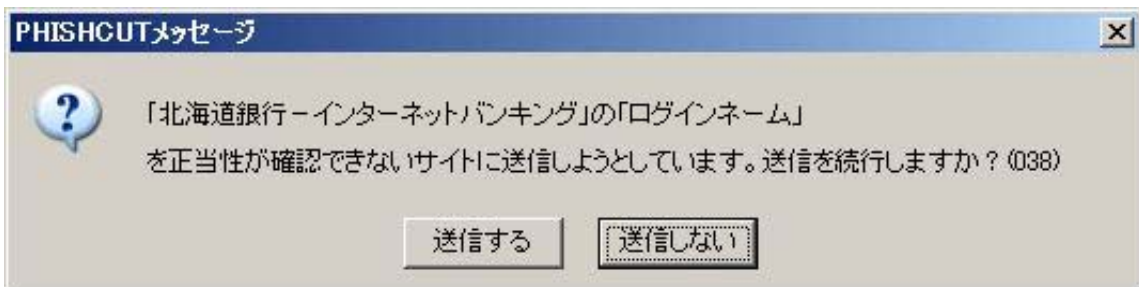 PHISHCUTメッセージ
「北海道銀行-インターネットバンキング」の「ログインネーム」
を正当性が確認できないサイトに送信しようとしています。送信を続行しますか?(038)
送信する
送信しない